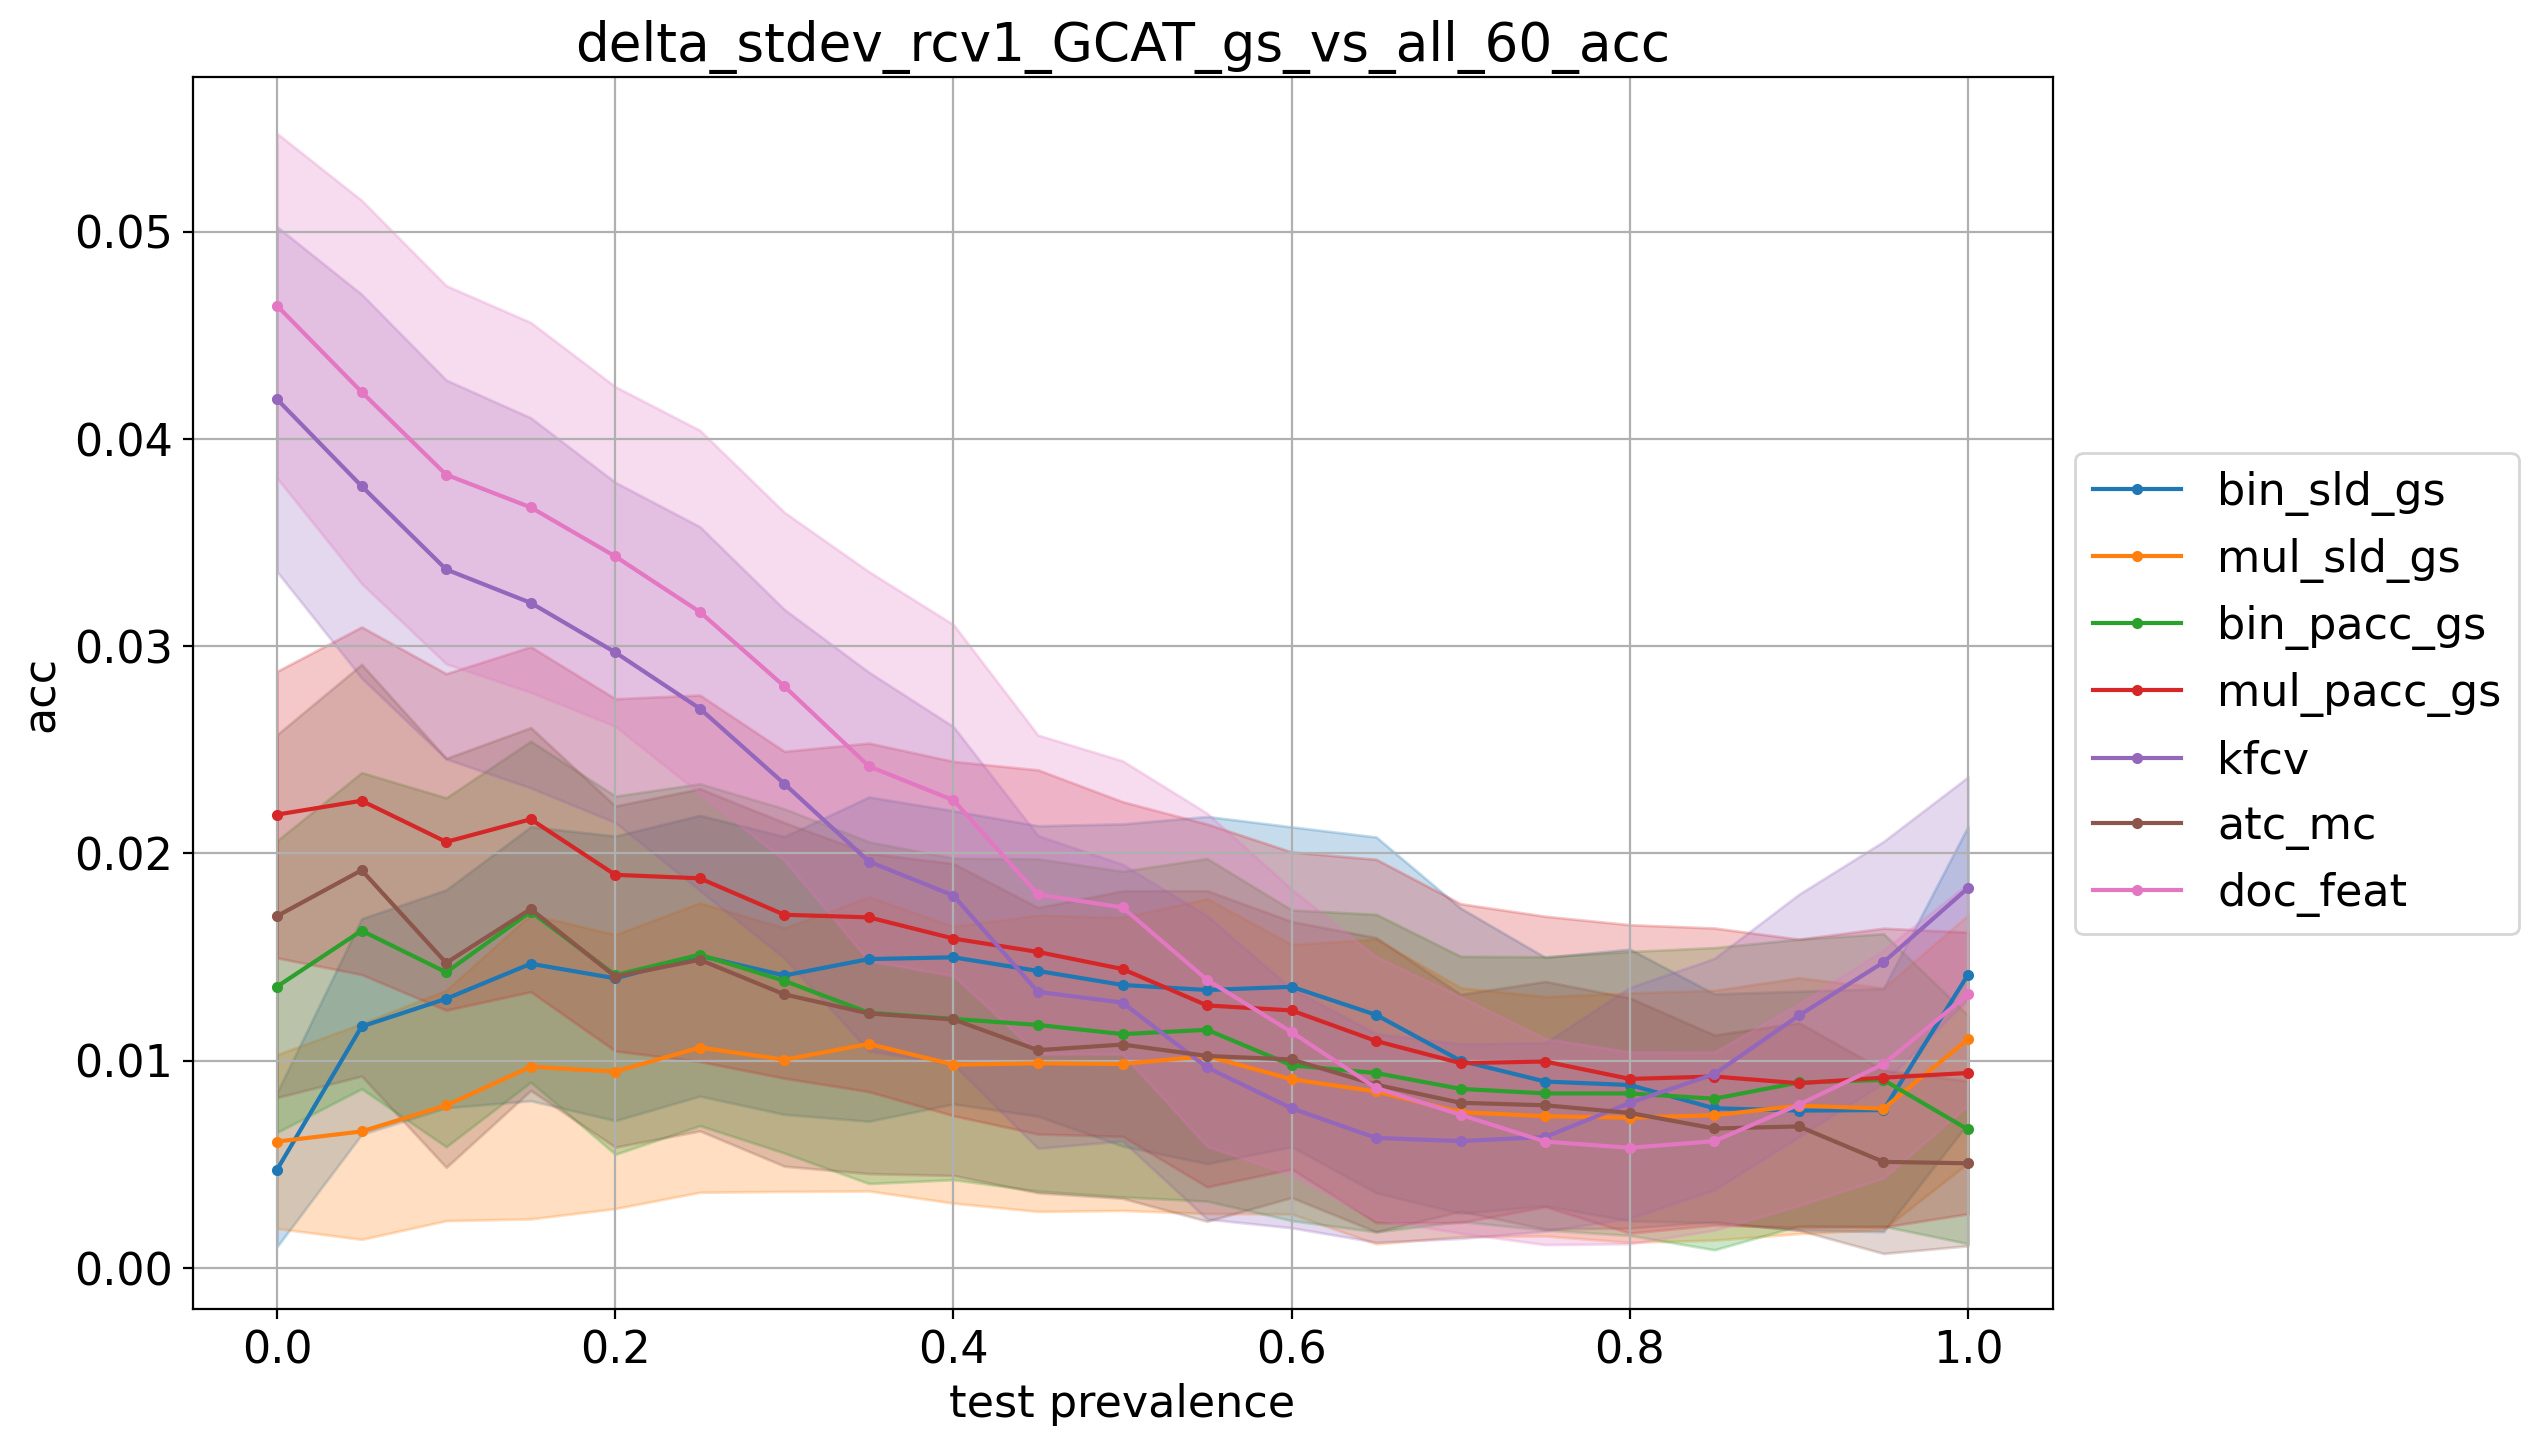 delta_stdev_rcv1_GCAT_gs_vs_all_60_acc
0.05
0.04
0.03
0.02
0.01
0.00
acc
0.0 0.2 0.4 0.6 0.8 1.0
test prevalence
bin_sld_gs
mul_sld_gs
bin_pacc_gs
mul_pacc_gs
kfcv
atc_mc
doc_feat